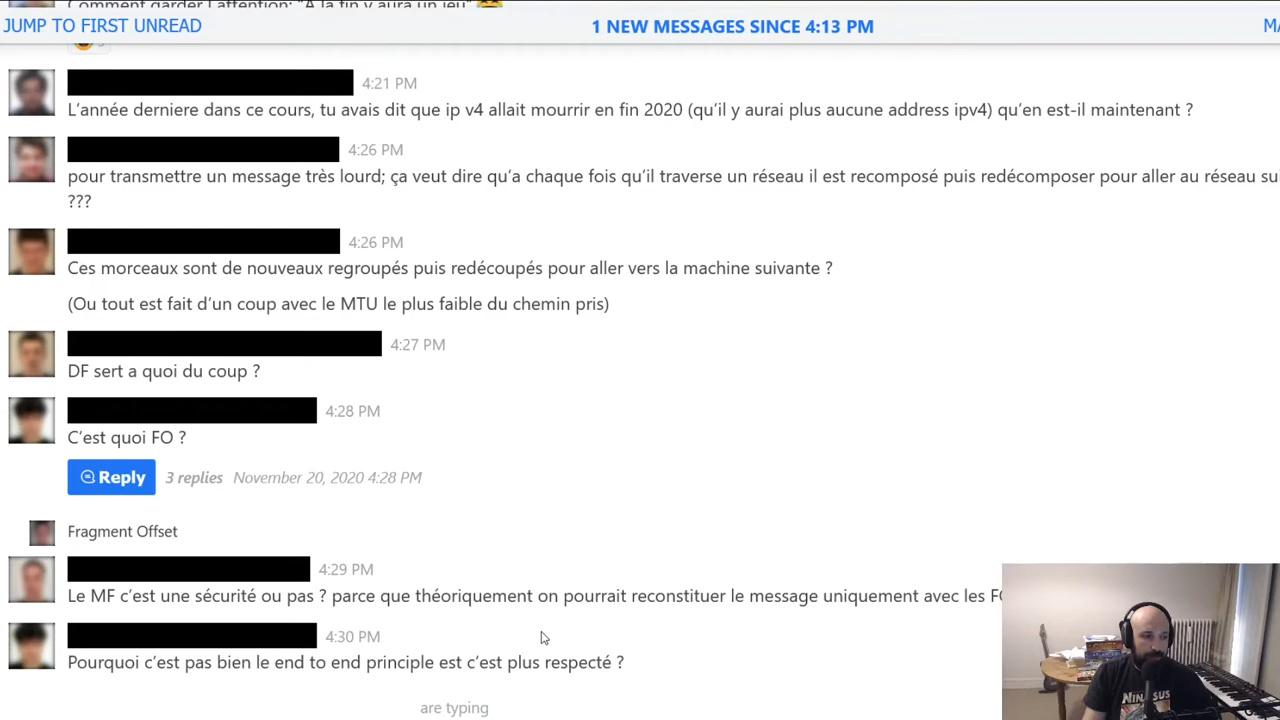 Comment garder l'attention: "A la fin y aura un jeu"
JUMP TO FIRST UNREAD
1 NEW MESSAGES SINCE 4:13 PM
4:21 PM
L'année derniere dans ce cours, tu avais dit que ip v4 allait mourrir en fin 2020 (qu'il y aurai plus aucune address ipv4) qu'en est-il maintenant ?
4:26 PM
pour transmettre un message très lourd; ça veut dire qu'a chaque fois qu'il traverse un réseau il est recomposé puis redécomposer pour aller au réseau
???
4:26 PM
Ces morceaux sont de nouveaux regroupés puis redécoupés pour aller vers la machine suivante ?
(Ou tout est fait d'un coup avec le MTU le plus faible du chemin pris)
4:27 PM
DF sert a quoi du coup ?
4:28 PM
C'est quoi FO ?
Reply 3 replies November 20, 2020 4:28 PM
Fragment Offset
4:29 PM
Le MF c'est une sécurité ou pas ? parce que théoriquement on pourrait reconstituer le message uniquement avec les
4:30 PM
Pourquoi c'est pas bien le end to end principle est c'est plus respecté ?
are typing